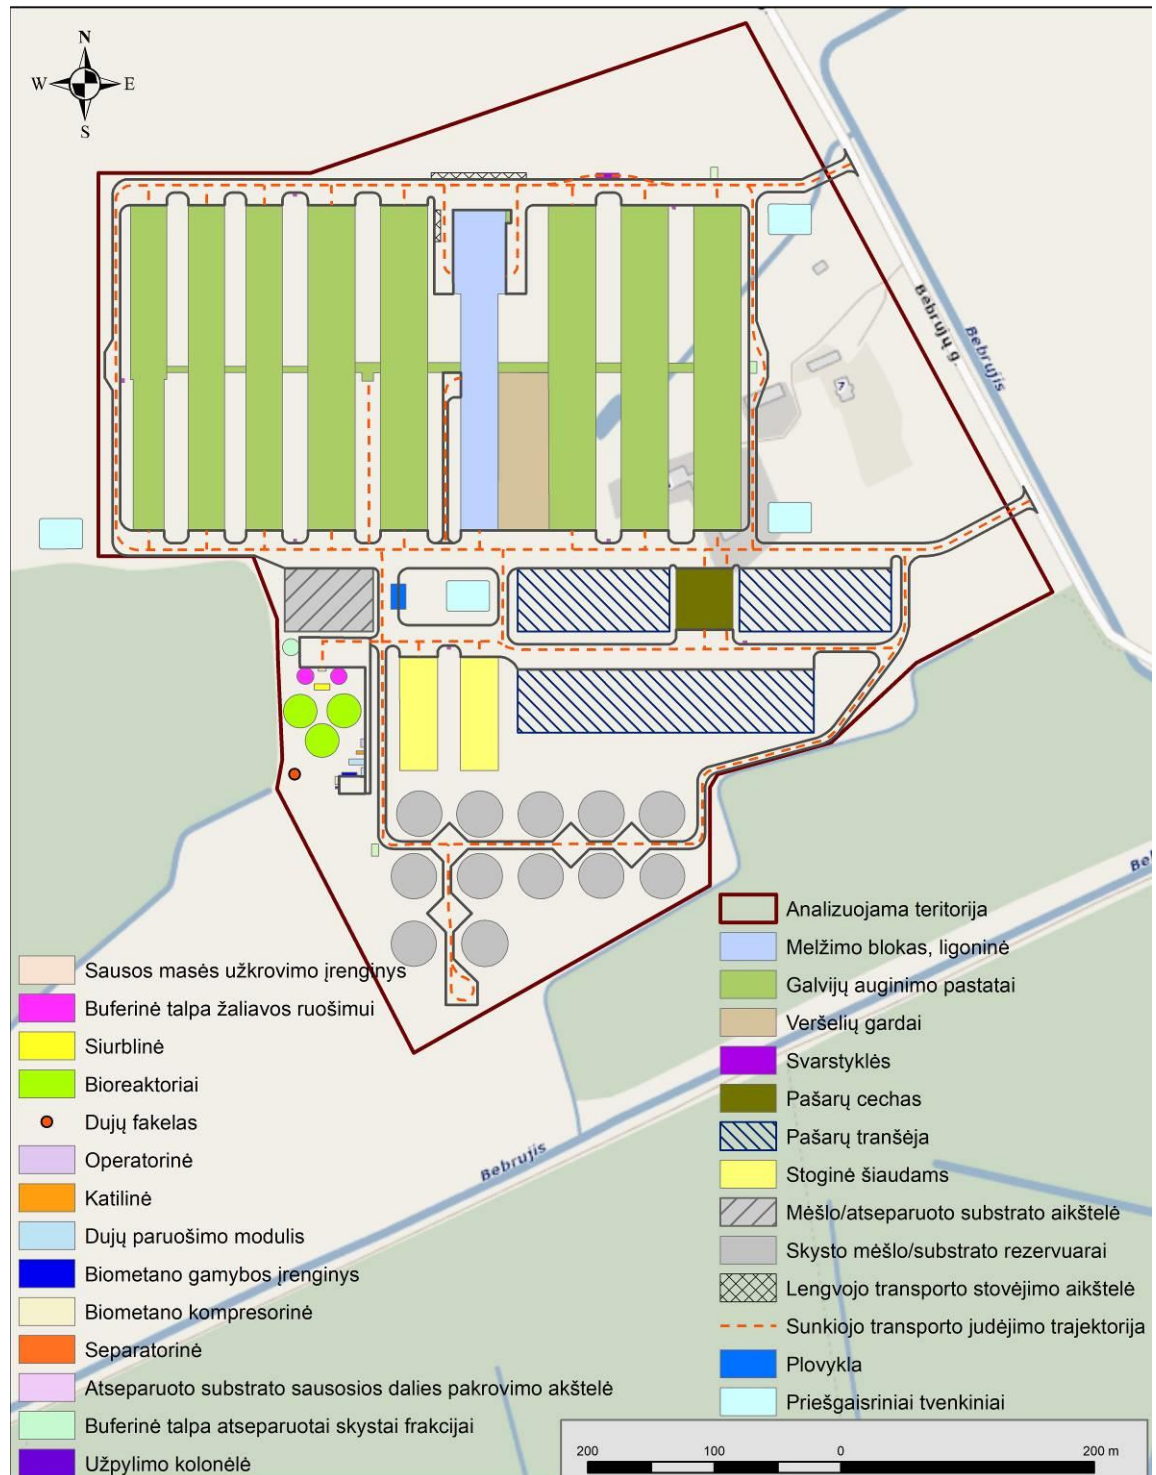 N
W E
S
Bebrujų g.
Bebrujis
Analizuojama teritorija
Melžimo blokas, ligoninė
Galvijų auginimo pastatai
Veršelių gardai
Svarstyklės
Pašarų cechas
Pašarų tranšėja
Stoginė šiaudams
Mėšlo/atseparuoto substrato aikštelė
Skysto mėšlo/substrato rezervuarai
Lengvojo transporto stovėjimo aikštelė
Sunkiojo transporto judėjimo trajektorija
Plovykla
Priešgaisriniai tvenkiniai
Sausos masės užkrovimo įrenginys
Buferinė talpa žaliavos ruošimui
Siurblinė
Bioreaktoriai
Dujų fakelas
Operatorinė
Katilinė
Dujų paruošimo modulis
Biometano gamybos įrenginys
Biometano kompresorinė
Separatorinė
Atseparuoto substrato sausosios dalies pakrovimo akštelė
Buferinė talpa atseparuotai skystai frakcijai
Užpylimo kolonėlė
Bebrujis
200 100 0 200 m